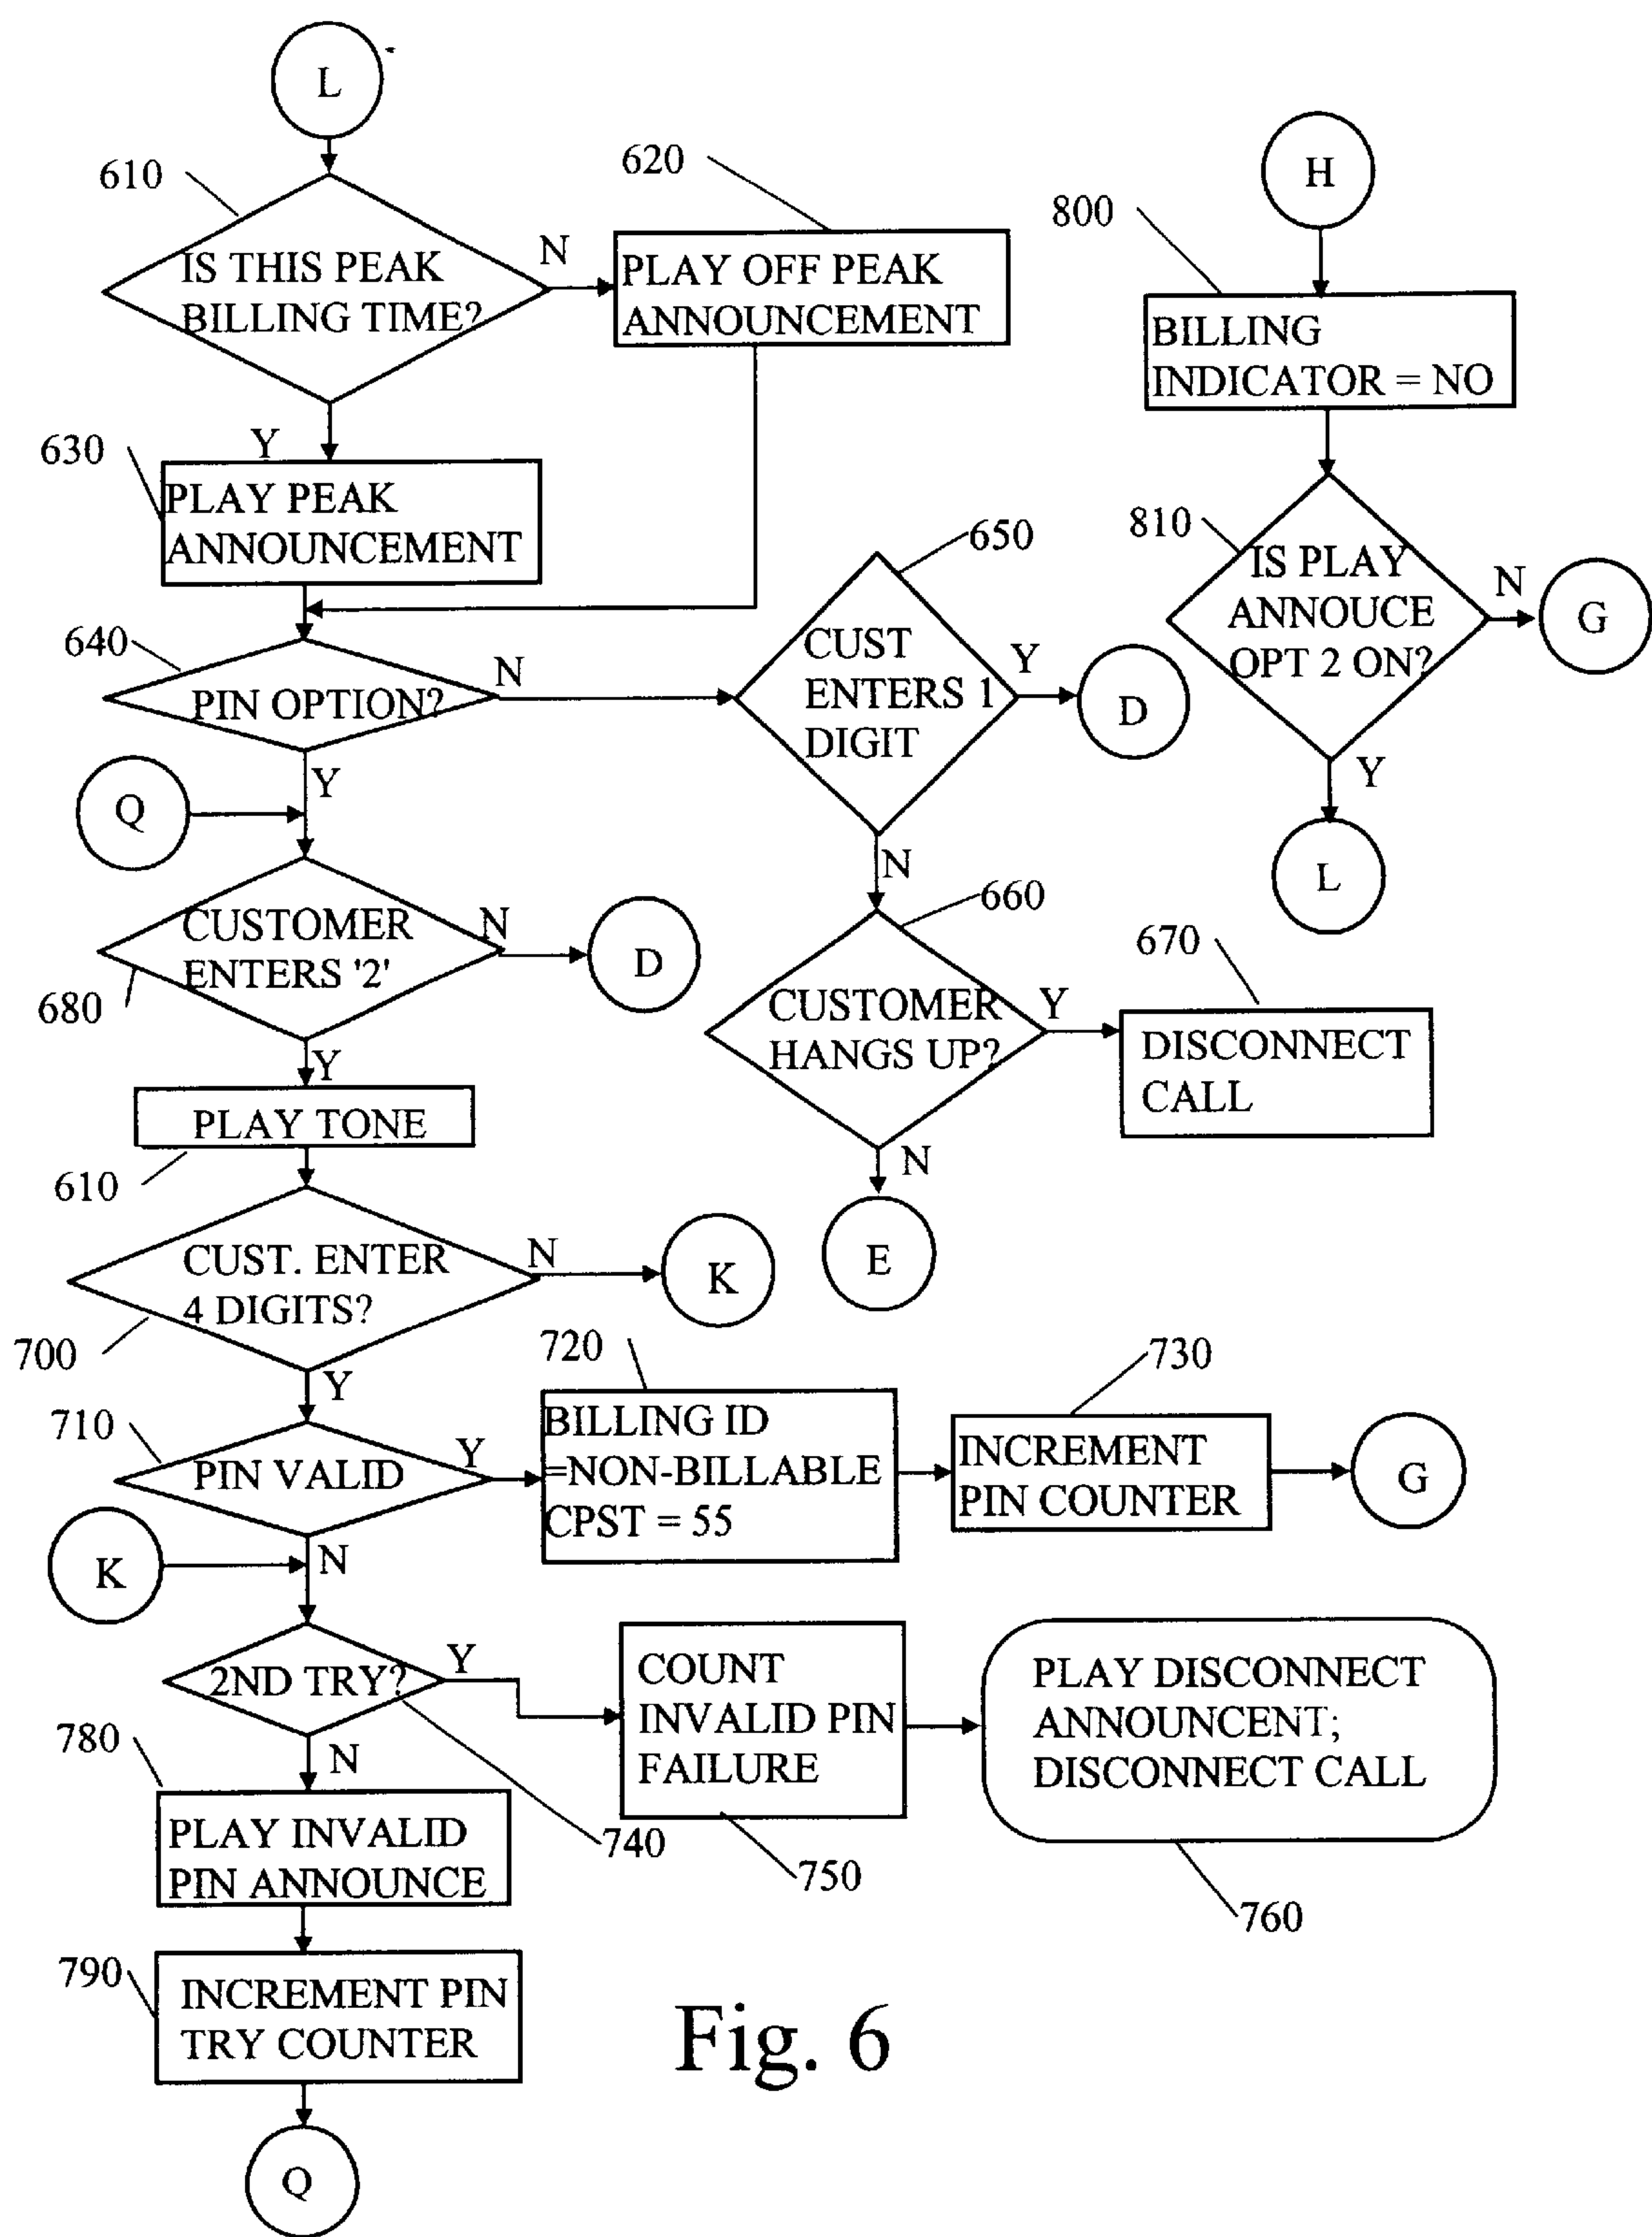 L
610
IS THIS PEAK
BILLING TIME?
N
620
PLAY OFF PEAK
ANNOUNCEMENT
Y
630
PLAY PEAK
ANNOUNCEMENT
640
PIN OPTION?
N
650
CUST
ENTERS 1
DIGIT
Y
D
N
660
CUSTOMER
HANGS UP?
Y
670
DISCONNECT
CALL
N
E
H
800
BILLING
INDICATOR = NO
810
IS PLAY
ANNOUCE
OPT 2 ON?
N
G
Y
L
Y
Q
CUSTOMER
ENTERS '2'
N
D
680
Y
PLAY TONE
610
CUST. ENTER
4 DIGITS?
N
K
700
Y
710
PIN VALID
Y
720
BILLING ID
=NON-BILLABLE
CPST = 55
730
INCREMENT
PIN COUNTER
G
K
N
2ND TRY?
Y
740
COUNT
INVALID PIN
FAILURE
750
PLAY DISCONNECT
ANNOUNCENT;
DISCONNECT CALL
760
N
780
PLAY INVALID
PIN ANNOUNCE
790
INCREMENT PIN
TRY COUNTER
Q
Fig. 6